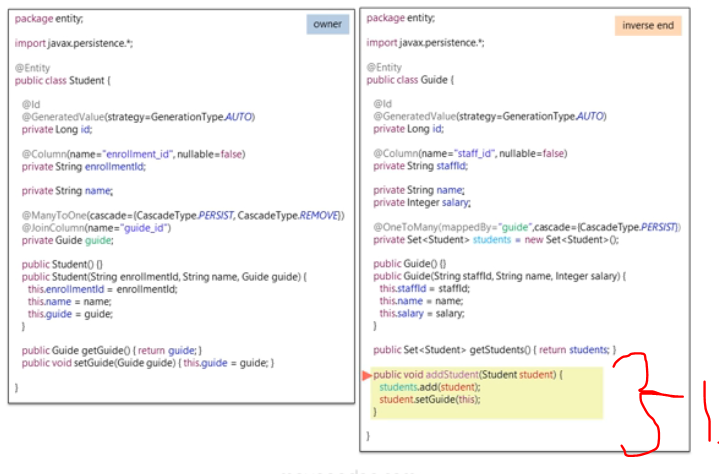 package entity;
owner
import javax.persistence.*;
@Entity
public class Student {
@Id
@GeneratedValue(strategy=GenerationType.AUTO)
private Long id;
@Column(name="enrollment_id", nullable=false)
private String enrollmentId;
private String name;
@ManyToOne(cascade={CascadeType.PERSIST, CascadeType.REMOVE})
@JoinColumn(name="guide_id")
private Guide guide;
public Student() {}
public Student(String enrollmentId, String name, Guide guide) {
this.enrollmentId = enrollmentId;
this.name = name;
this.guide = guide;
}
public Guide getGuide() { return guide; }
public void setGuide(Guide guide) { this.guide = guide; }
}
package entity;
inverse end
import javax.persistence.*;
@Entity
public class Guide {
@Id
@GeneratedValue(strategy=GenerationType.AUTO)
private Long id;
@Column(name="staff_id", nullable=false)
private String staffId;
private String name;
private Integer salary;
@OneToMany(mappedBy="guide",cascade={CascadeType.PERSIST})
private Set<Student> students = new Set<Student>();
public Guide() {}
public Guide(String staffId, String name, Integer salary) {
this.staffId = staffId;
this.name = name;
this.salary = salary;
}
public Set<Student> getStudents() { return students; }
public void addStudent(Student student) {
students.add(student);
student.setGuide(this);
}
}